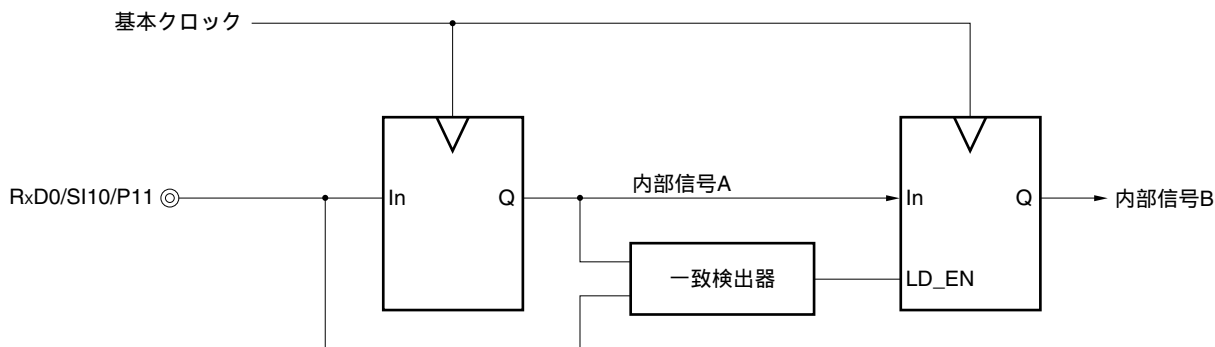 基本クロック
RxD0/SI10/P11
In
Q
内部信号A
In
Q
内部信号B
一致検出器
LD_EN